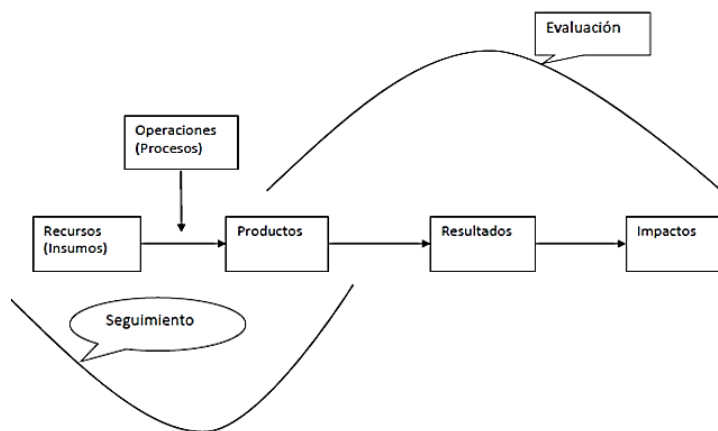 Evaluación
Operaciones
(Procesos)
Recursos
(Insumos)
Productos
Resultados
Impactos
Seguimiento